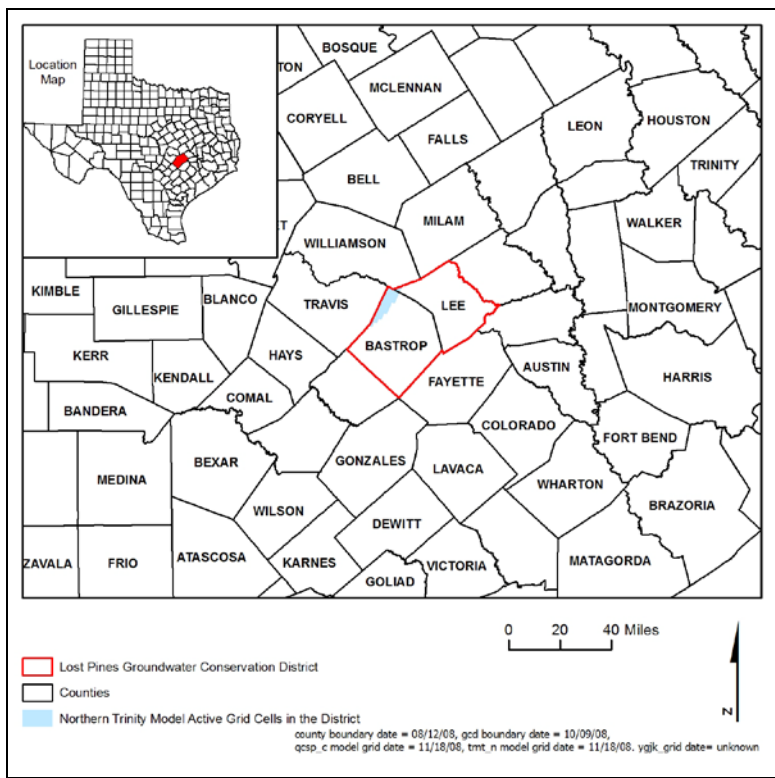 Location
Map
BOSQUE
TON
MCLENNAN
CORYELL
HOUSTON
LEON
FALLS
TRINITY
BELL
MILAM
WALKER
ET
WILLIAMSON
KIMBLE
BLANCO
GILLESPIE
TRAVIS
LEE
MONTGOMERY
BASTROP
KERR
HAYS
KENDALL
AUSTIN
HARRIS
FAYETTE
COMAL
BANDERA
COLORADO
FORT BEND
BEXAR
GONZALES
LAVACA
MEDINA
WHARTON
BRAZORIA
WILSON
DEWITT
ZAVALA
FRIO
ATASCOSA
KARNES
VICTORIA
MATAGORDA
GOLIAD
0 20 40 Miles
Lost Pines Groundwater Conservation District
Counties
Northern Trinity Model Active Grid Cells in the District
N
county boundary date = 08/12/08, gcd boundary date = 10/09/08,
qcsp_c model grid date = 11/18/08, tmt_n model grid date = 11/18/08. ygjk_grid date= unknown